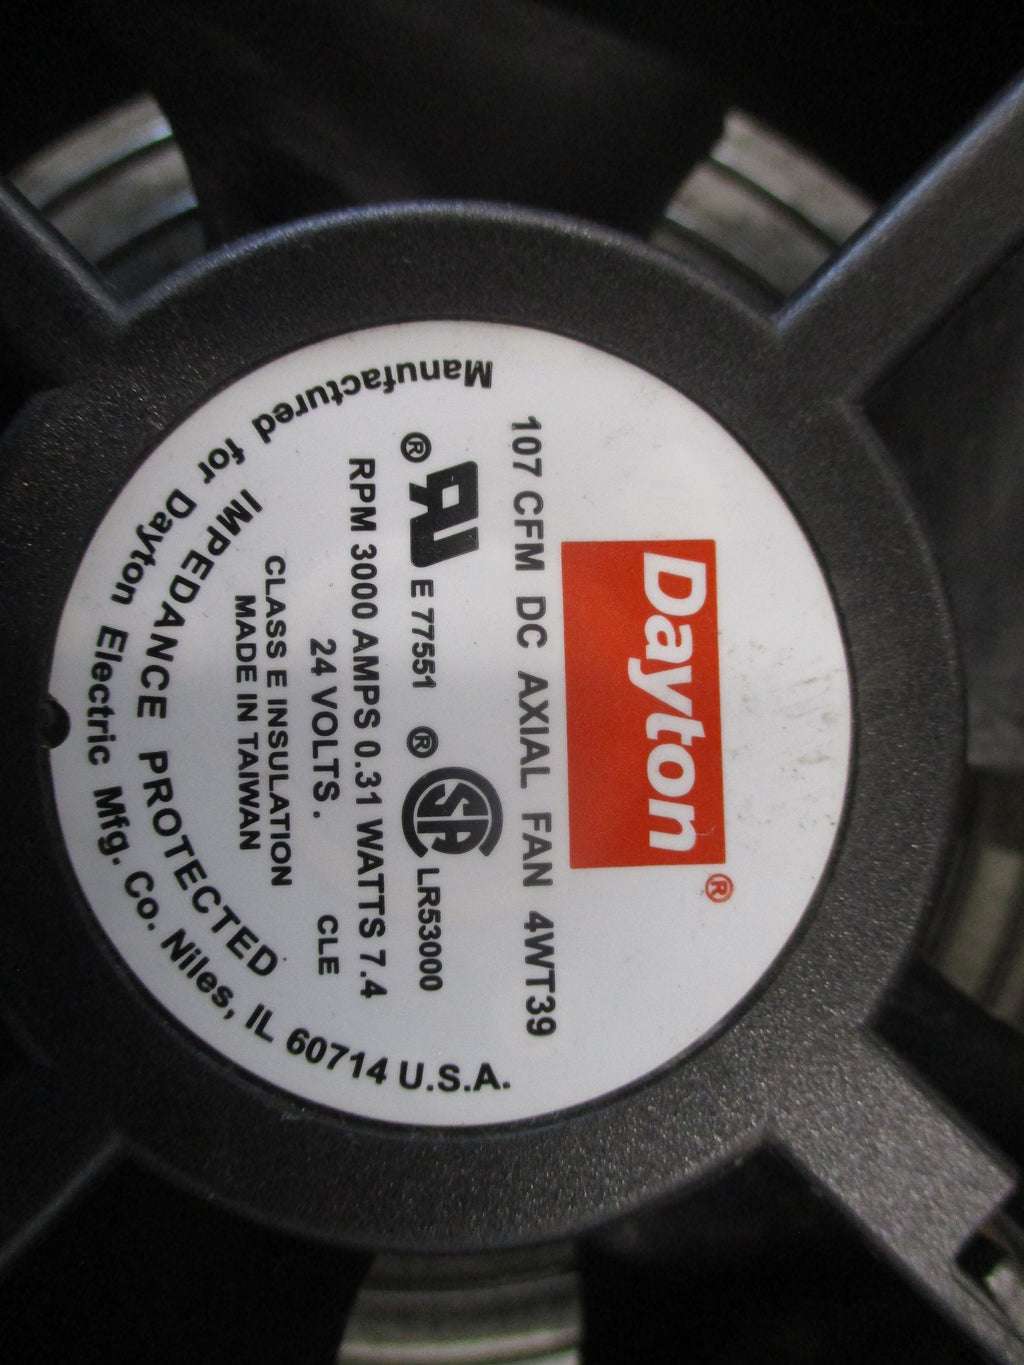 Dayton®
107 CFM DC AXIAL FAN 4WT39
® E 77551 ® SA LR53000
RPM 3000 AMPS 0.31 WATTS 7.4
24 VOLTS. CLE
CLASS E INSULATION
MADE IN TAIWAN
IMPEDANCE PROTECTED
Manufactured for Dayton Electric Mfg. Co. Niles, IL 60714 U.S.A.